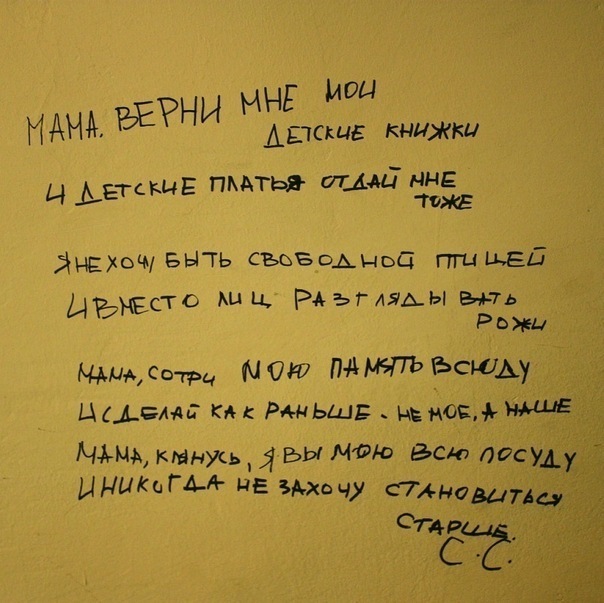 МАМА. ВЕРНИ МНЕ МОИ
ДЕТСКИЕ КНИЖКИ
И ДЕТСКИЕ ПЛАТЬЯ ОТДАЙ МНЕ
ТОЖЕ
Я НЕ ХОЧУ БЫТЬ СВОБОДНОЙ ПТИЦЕЙ
И ВМЕСТО ЛИЦ РАЗГЛЯДЫВАТЬ
РОЖИ
МАМА, СОТРИ МОЮ ПАМЯТЬ ВСЮДУ
И СДЕЛАЙ КАК РАНЬШЕ - НЕ МОЕ, А НАШЕ
МАМА, КЛЯНУСЬ, Я ВЫМОЮ ВСЮ ПОСУДУ
И НИКОГДА НЕ ЗАХОЧУ СТАНОВИТЬСЯ
СТАРШЕ.
С.С.